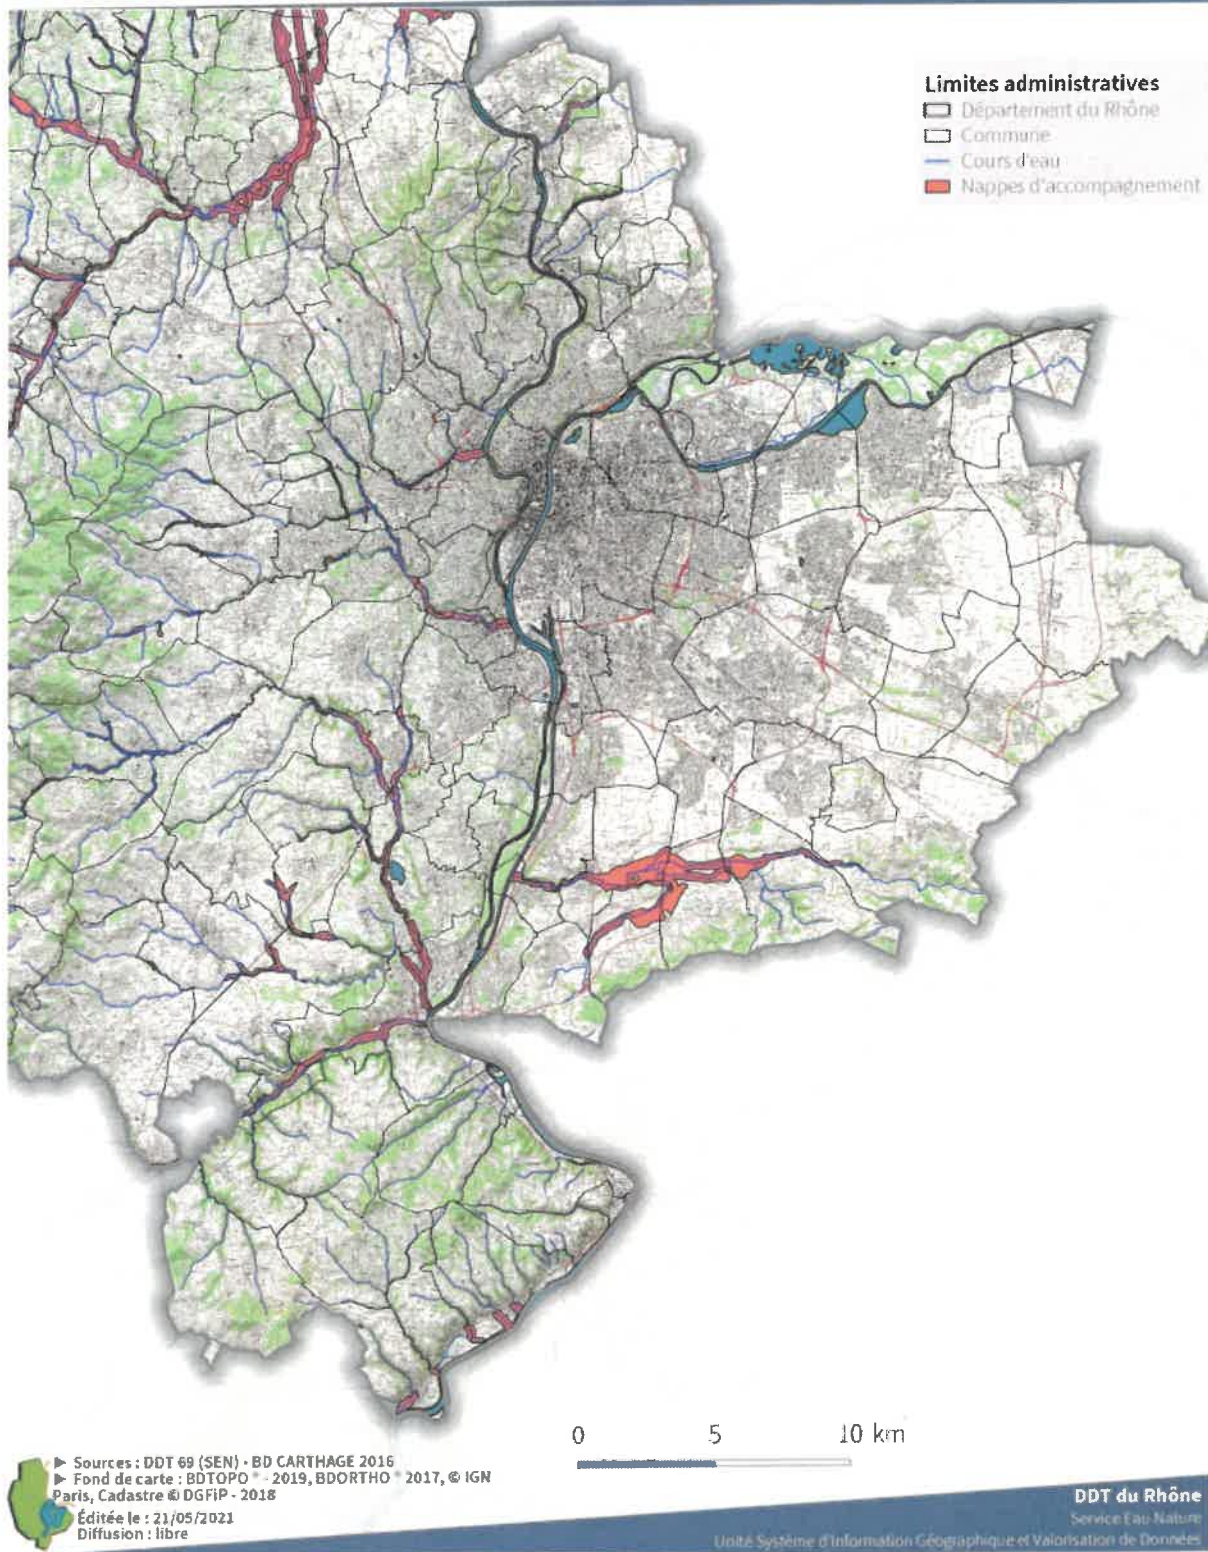 Limites administratives
Département du Rhône
Commune
Cours d'eau
Nappes d'accompagnement
0 5 10 km
► Sources : DDT 69 (SEN) - BD CARTHAGE 2016
► Fond de carte : BDTOPO ® - 2019, BDORTHO ® 2017, © IGN
Paris, Cadastre © DGFiP - 2018
Éditée le : 21/05/2021
Diffusion : libre
DDT du Rhône
Service Eau Nature
Unité Système d'Information Géographique et Valorisation de Données